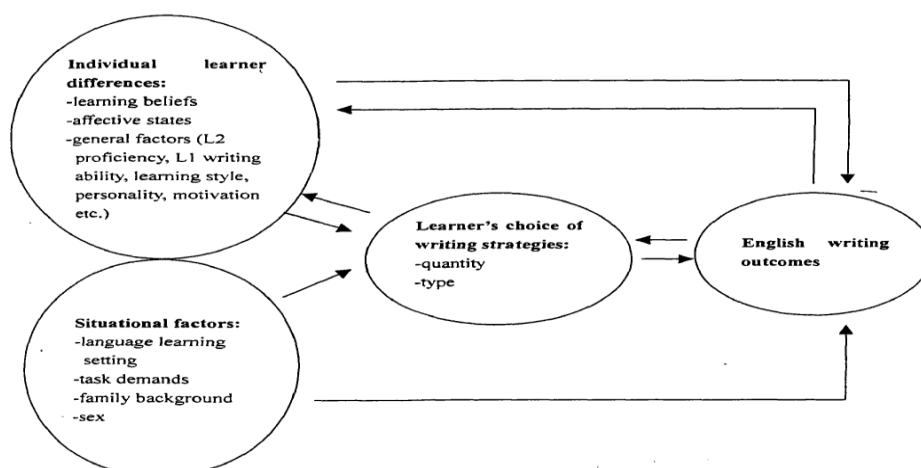 Individual learner
differences:
-learning beliefs
-affective states
-general factors (L2
proficiency, L1 writing
ability, learning style,
personality, motivation
etc.)
Learner's choice of
writing strategies:
-quantity
-type
English writing
outcomes
Situational factors:
-language learning
setting
-task demands
-family background
-sex